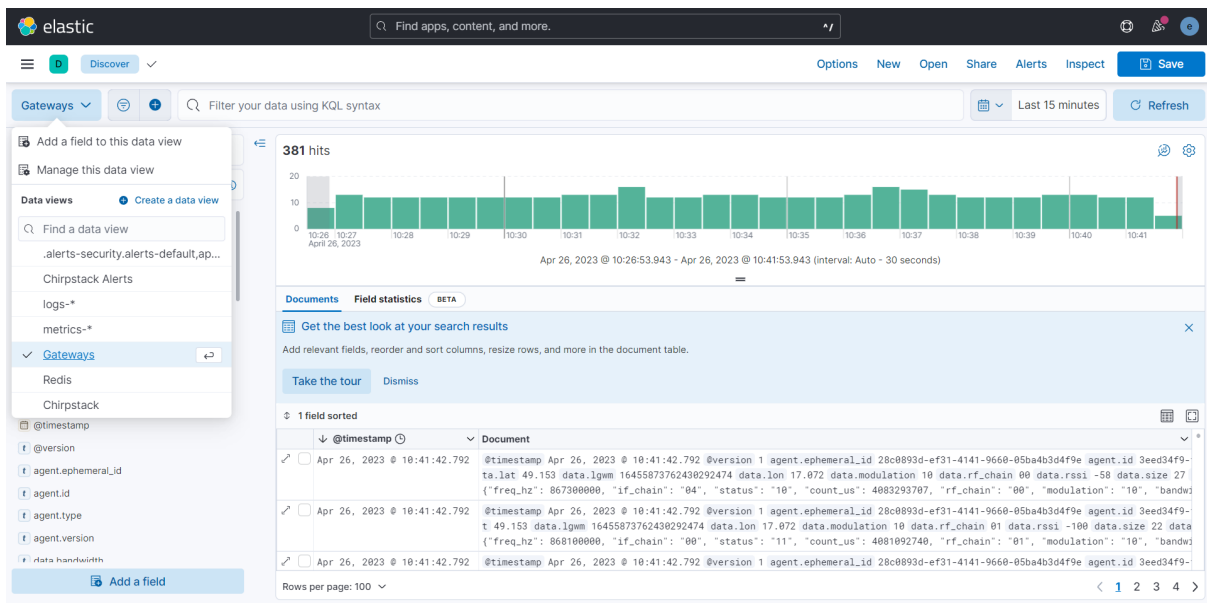 elastic
Find apps, content, and more.
^/
e
D
Discover
Options
New
Open
Share
Alerts
Inspect
Save
Gateways
Filter your data using KQL syntax
Last 15 minutes
Refresh
Add a field to this data view
Manage this data view
Data views
Create a data view
Find a data view
.alerts-security.alerts-default,ap...
Chirpstack Alerts
logs-*
metrics-*
Gateways
Redis
Chirpstack
@timestamp
@version
agent.ephemeral_id
agent.id
agent.type
agent.version
data.bandwidth
Add a field
381 hits
20
10
0
10:26 10:27 10:28 10:29 10:30 10:31 10:32 10:33 10:34 10:35 10:36 10:37 10:38 10:39 10:40 10:41
April 26, 2023
Apr 26, 2023 @ 10:26:53.943 - Apr 26, 2023 @ 10:41:53.943 (interval: Auto - 30 seconds)
Documents
Field statistics
BETA
Get the best look at your search results
Add relevant fields, reorder and sort columns, resize rows, and more in the document table.
Take the tour
Dismiss
1 field sorted
@timestamp
Document
Apr 26, 2023 @ 10:41:42.792 @timestamp Apr 26, 2023 @ 10:41:42.792 @version 1 agent.ephemeral_id 28c0893d-ef31-4141-9660-05ba4b3d4f9e agent.id 3eed34f9-
ta.lat 49.153 data.lgwm 16455873762430292474 data.lon 17.072 data.modulation 10 data.rf_chain 00 data.rssi -58 data.size 27
{"freq_hz": 867300000, "if_chain": "04", "status": "10", "count_us": 4083293707, "rf_chain": "00", "modulation": "10", "bandwi
Apr 26, 2023 @ 10:41:42.792 @timestamp Apr 26, 2023 @ 10:41:42.792 @version 1 agent.ephemeral_id 28c0893d-ef31-4141-9660-05ba4b3d4f9e agent.id 3eed34f9-
t 49.153 data.lgwm 16455873762430292474 data.lon 17.072 data.modulation 10 data.rf_chain 01 data.rssi -100 data.size 22 data
{"freq_hz": 868100000, "if_chain": "00", "status": "11", "count_us": 4081092740, "rf_chain": "01", "modulation": "10", "bandwi
Apr 26, 2023 @ 10:41:42.792 @timestamp Apr 26, 2023 @ 10:41:42.792 @version 1 agent.ephemeral_id 28c0893d-ef31-4141-9660-05ba4b3d4f9e agent.id 3eed34f9-
Rows per page: 100
1 2 3 4